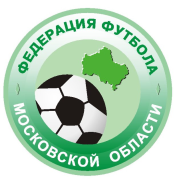 ФЕДЕРАЦИЯ ФУТБОЛА
МОСКОВСКОЙ ОБЛАСТИ